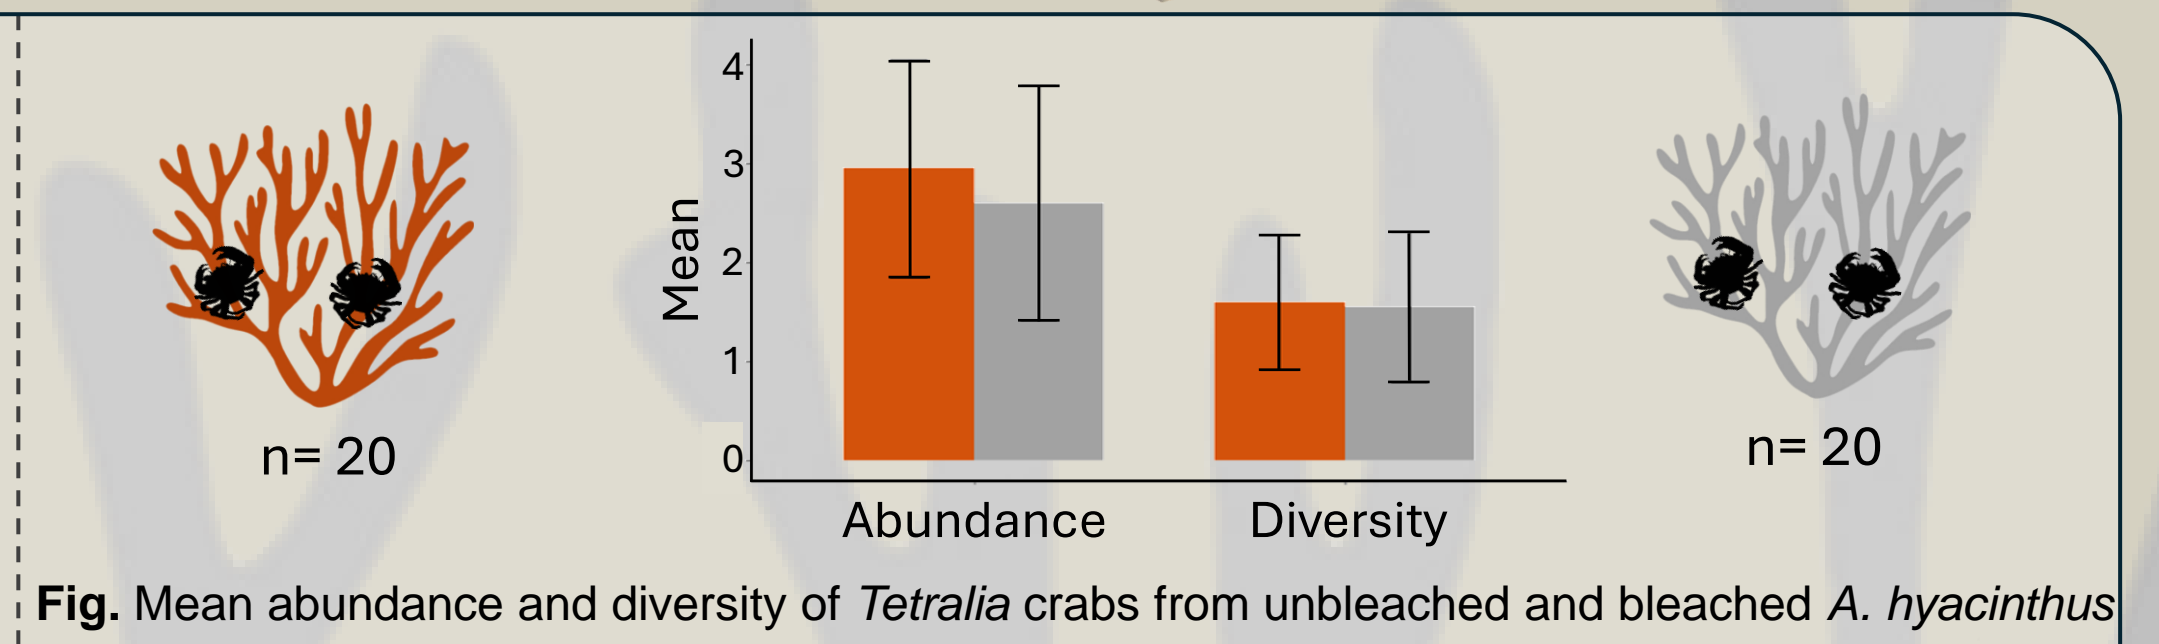 4
3
2
1
0
Mean
Abundance
Diversity
n= 20
n= 20
Fig. Mean abundance and diversity of Tetralia crabs from unbleached and bleached A. hyacinthus